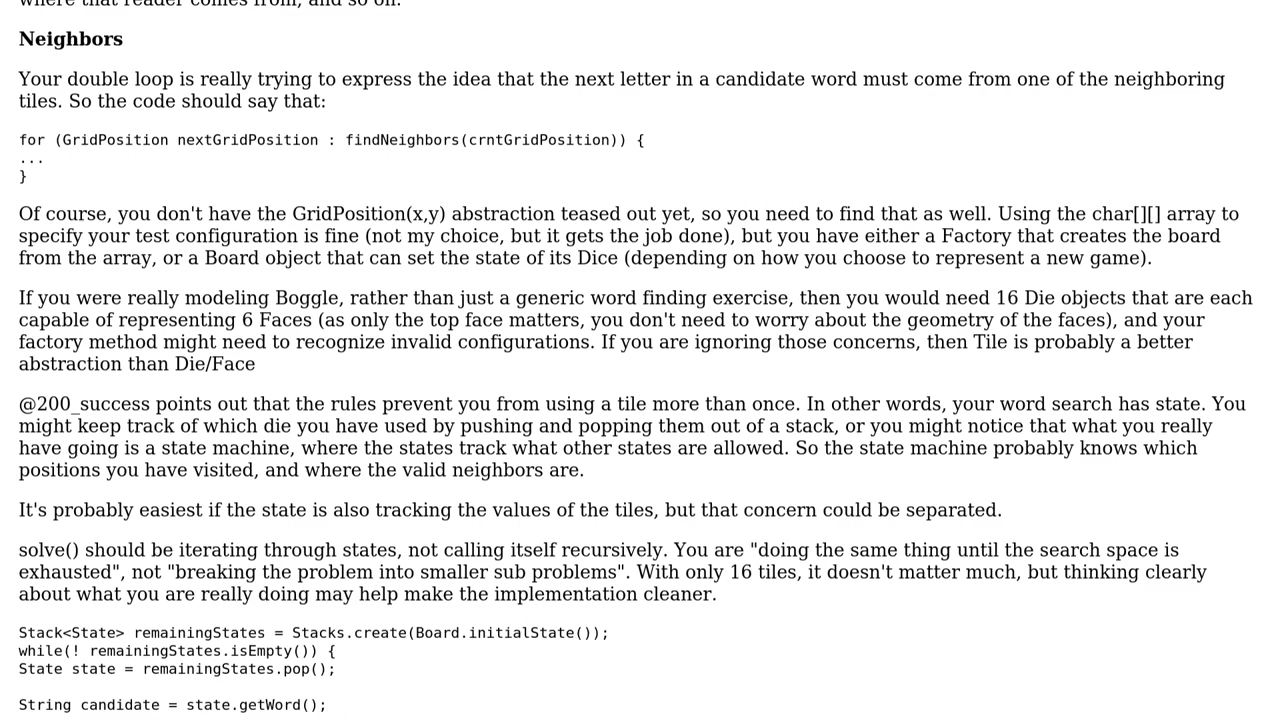 where that reader comes from, and so on.
Neighbors
Your double loop is really trying to express the idea that the next letter in a candidate word must come from one of the neighboring
tiles. So the code should say that:
for (GridPosition nextGridPosition : findNeighbors(crntGridPosition)) {
...
}
Of course, you don't have the GridPosition(x,y) abstraction teased out yet, so you need to find that as well. Using the char[][] array to
specify your test configuration is fine (not my choice, but it gets the job done), but you have either a Factory that creates the board
from the array, or a Board object that can set the state of its Dice (depending on how you choose to represent a new game).
If you were really modeling Boggle, rather than just a generic word finding exercise, then you would need 16 Die objects that are each
capable of representing 6 Faces (as only the top face matters, you don't need to worry about the geometry of the faces), and your
factory method might need to recognize invalid configurations. If you are ignoring those concerns, then Tile is probably a better
abstraction than Die/Face
@200_success points out that the rules prevent you from using a tile more than once. In other words, your word search has state. You
might keep track of which die you have used by pushing and popping them out of a stack, or you might notice that what you really
have going is a state machine, where the states track what other states are allowed. So the state machine probably knows which
positions you have visited, and where the valid neighbors are.
It's probably easiest if the state is also tracking the values of the tiles, but that concern could be separated.
solve() should be iterating through states, not calling itself recursively. You are "doing the same thing until the search space is
exhausted", not "breaking the problem into smaller sub problems". With only 16 tiles, it doesn't matter much, but thinking clearly
about what you are really doing may help make the implementation cleaner.
Stack<State> remainingStates = Stacks.create(Board.initialState());
while(! remainingStates.isEmpty()) {
State state = remainingStates.pop();
String candidate = state.getWord();